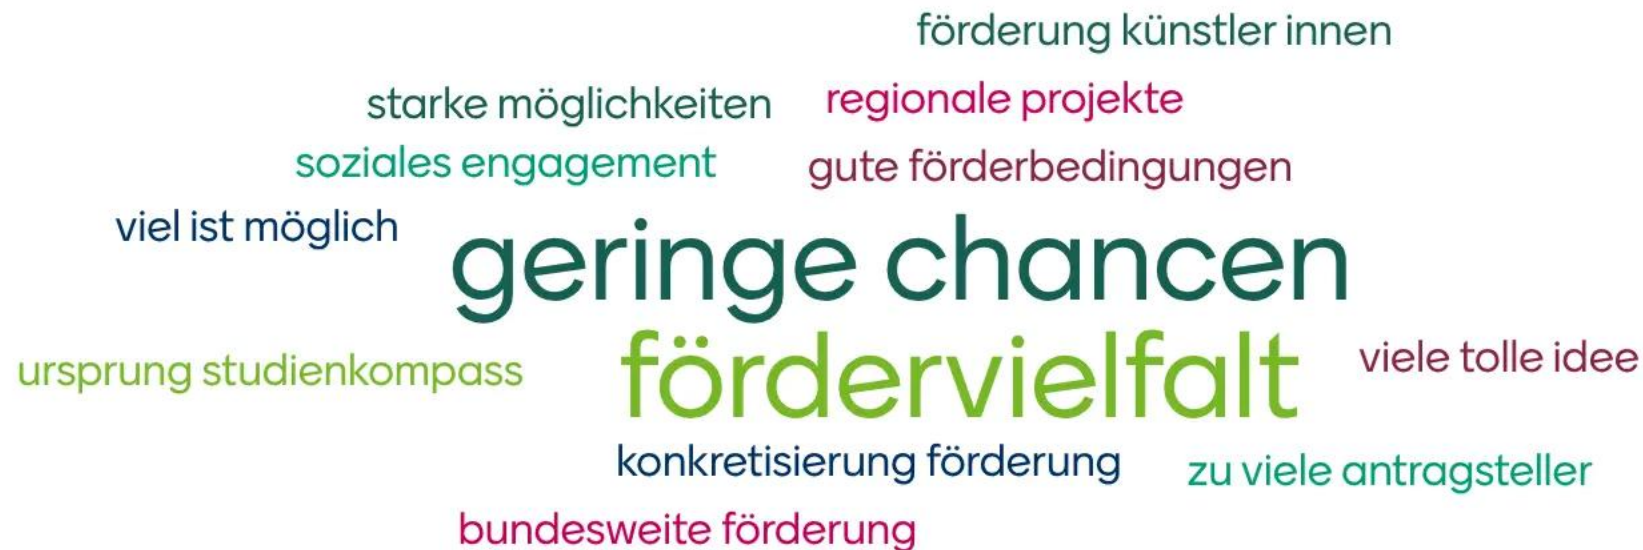 förderung künstler innen
starke möglichkeiten
regionale projekte
soziales engagement
gute förderbedingungen
viel ist möglich
geringe chancen
fördervielfalt
ursprung studienkompass
viele tolle idee
konkretisierung förderung
zu viele antragsteller
bundesweite förderung